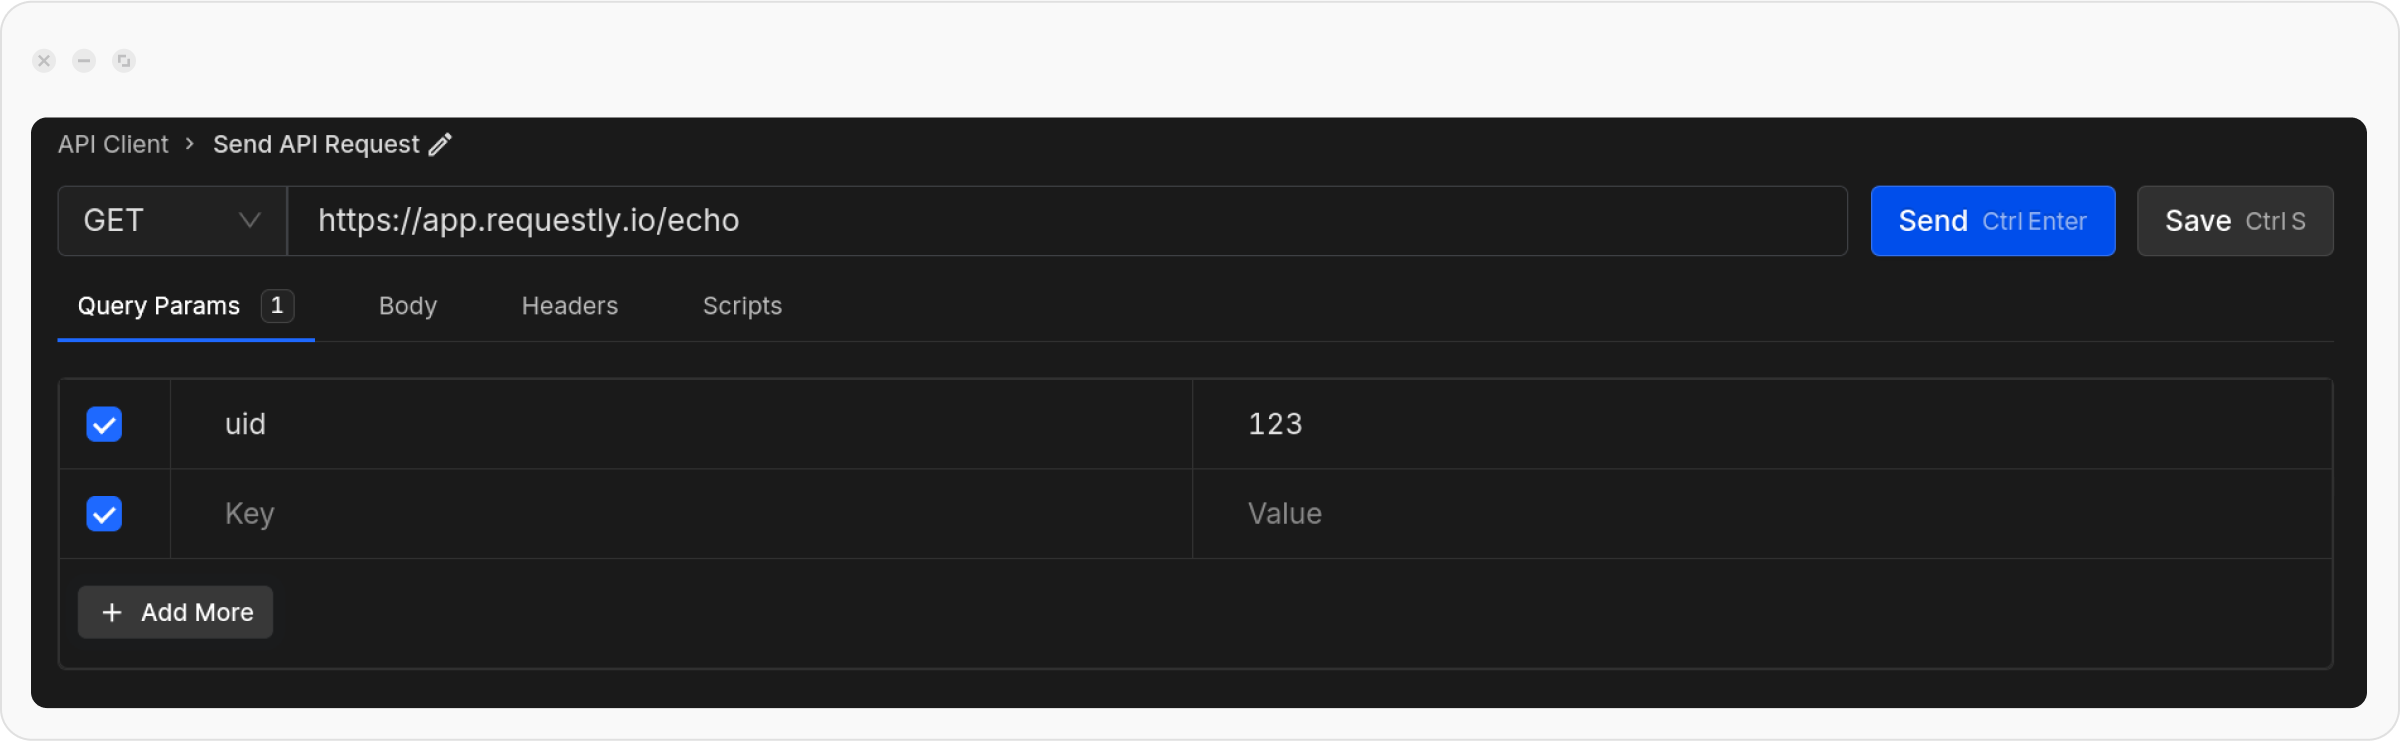 API Client > Send API Request
GET https://app.requestly.io/echo Send Ctrl Enter Save Ctrl S
Query Params 1 Body Headers Scripts
uid 123
Key Value
+ Add More